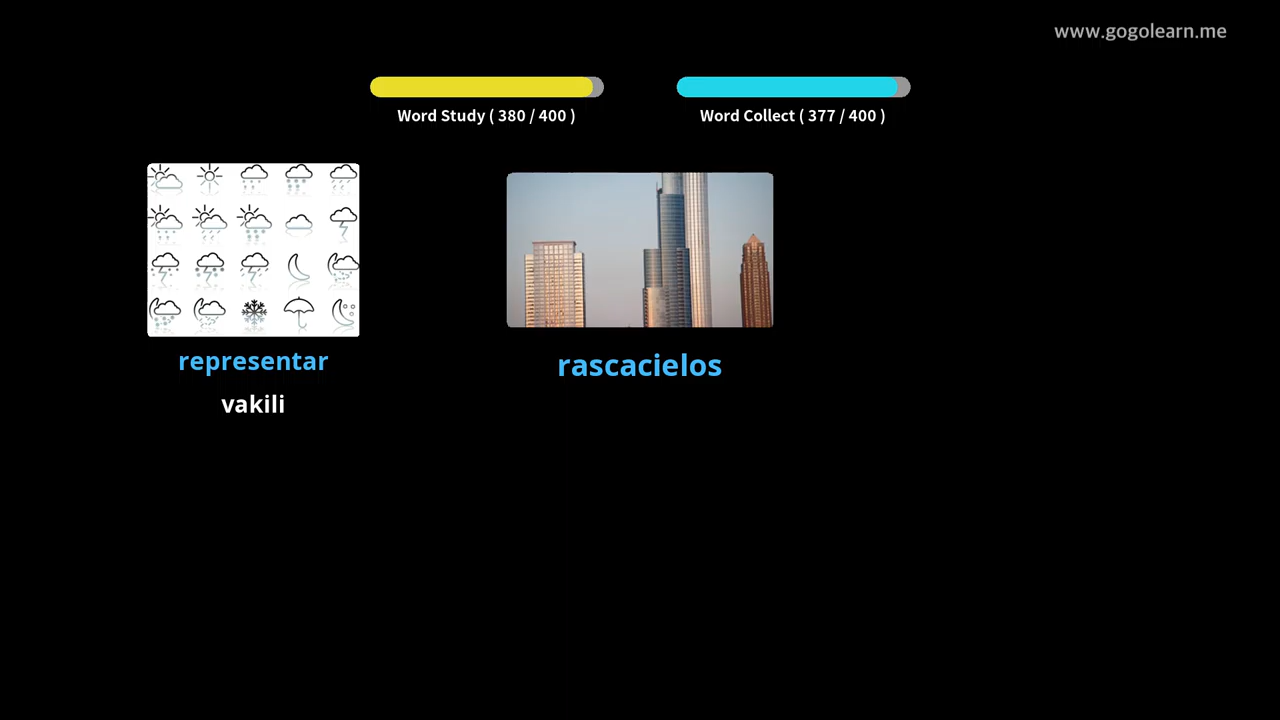 www.gogolearn.me
Word Study ( 380 / 400 )
Word Collect ( 377 / 400 )
representar
vakili
rascacielos